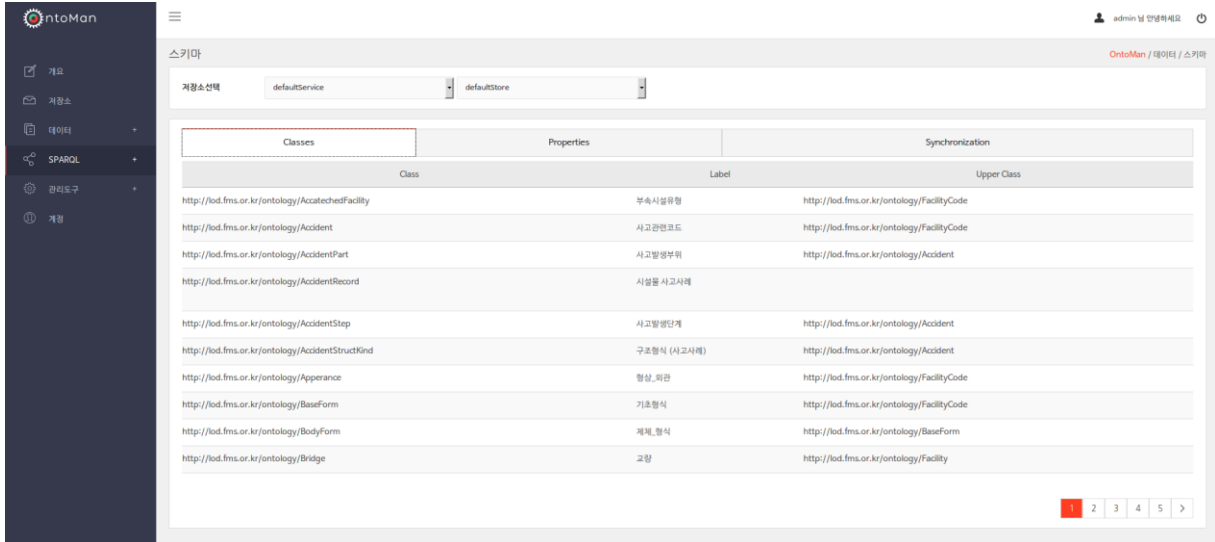 OntoMan
admin 님 안녕하세요
스키마
OntoMan / 데이터 / 스키마
개요
저장소
데이터 +
SPARQL +
관리도구 +
계정
저장소선택 defaultService defaultStore
Classes Properties Synchronization
Class Label Upper Class
http://lod.fms.or.kr/ontology/AccatechedFacility 부속시설유형 http://lod.fms.or.kr/ontology/FacilityCode
http://lod.fms.or.kr/ontology/Accident 사고관련코드 http://lod.fms.or.kr/ontology/FacilityCode
http://lod.fms.or.kr/ontology/AccidentPart 사고발생부위 http://lod.fms.or.kr/ontology/Accident
http://lod.fms.or.kr/ontology/AccidentRecord 시설물 사고사례
http://lod.fms.or.kr/ontology/AccidentStep 사고발생단계 http://lod.fms.or.kr/ontology/Accident
http://lod.fms.or.kr/ontology/AccidentStructKind 구조형식 (사고사례) http://lod.fms.or.kr/ontology/Accident
http://lod.fms.or.kr/ontology/Apperance 형상_외관 http://lod.fms.or.kr/ontology/FacilityCode
http://lod.fms.or.kr/ontology/BaseForm 기초형식 http://lod.fms.or.kr/ontology/FacilityCode
http://lod.fms.or.kr/ontology/BodyForm 제체_형식 http://lod.fms.or.kr/ontology/BaseForm
http://lod.fms.or.kr/ontology/Bridge 교량 http://lod.fms.or.kr/ontology/Facility
1 2 3 4 5 >